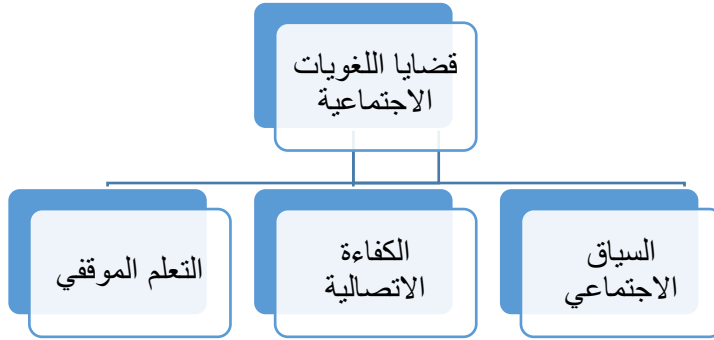 قضايا اللغويات
الاجتماعية
السياق
الاجتماعي
الكفاءة
الاتصالية
التعلم الموقفي